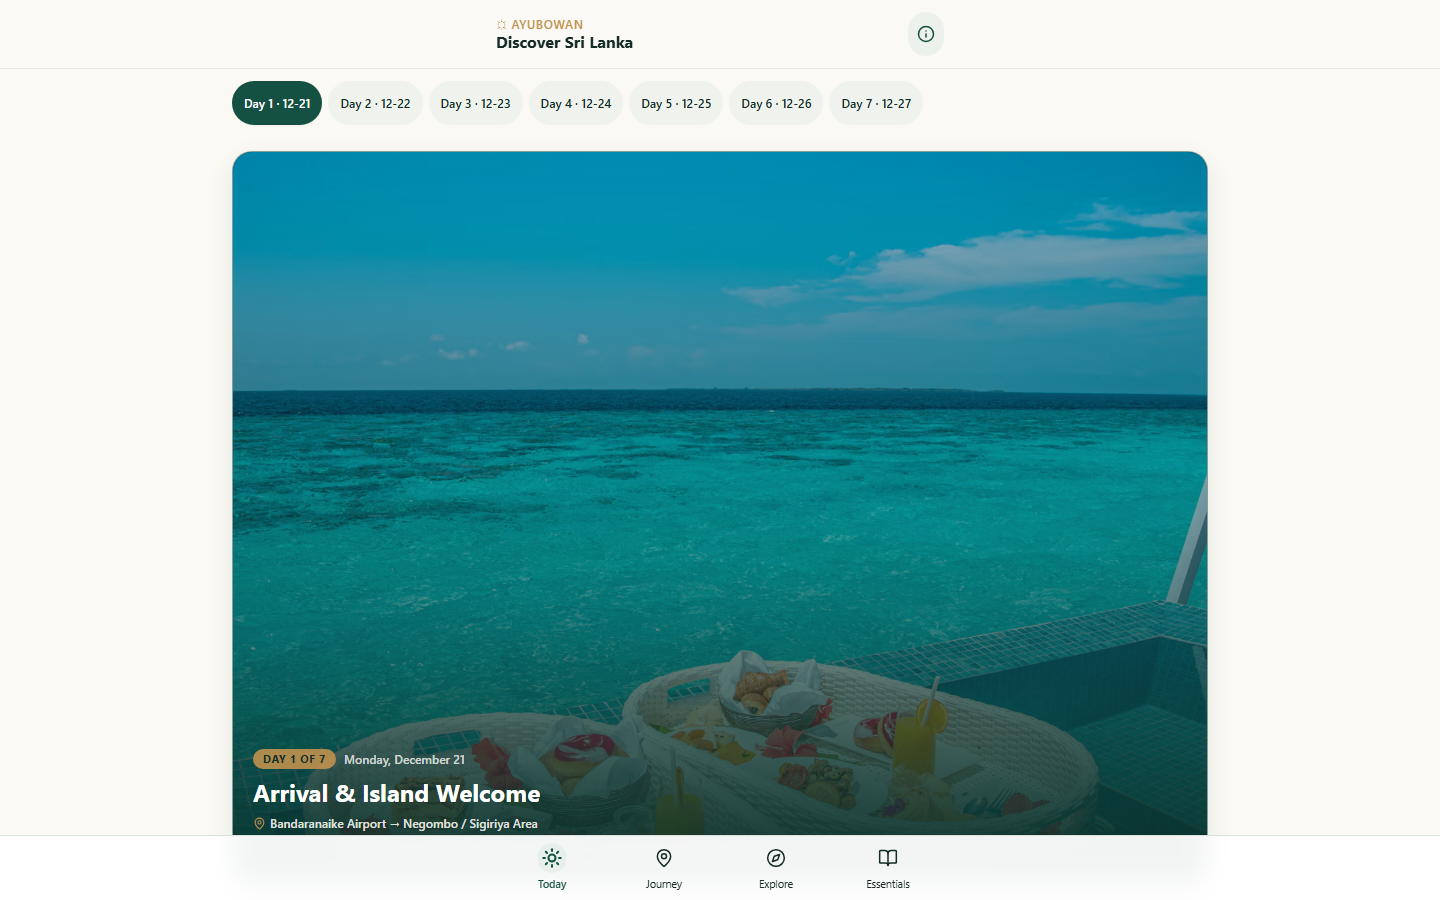 AYUBOWAN
Discover Sri Lanka
Day 1 · 12-21
Day 2 · 12-22
Day 3 · 12-23
Day 4 · 12-24
Day 5 · 12-25
Day 6 · 12-26
Day 7 · 12-27
DAY 1 OF 7
Monday, December 21
Arrival & Island Welcome
Bandaranaike Airport → Negombo / Sigiriya Area
Today
Journey
Explore
Essentials